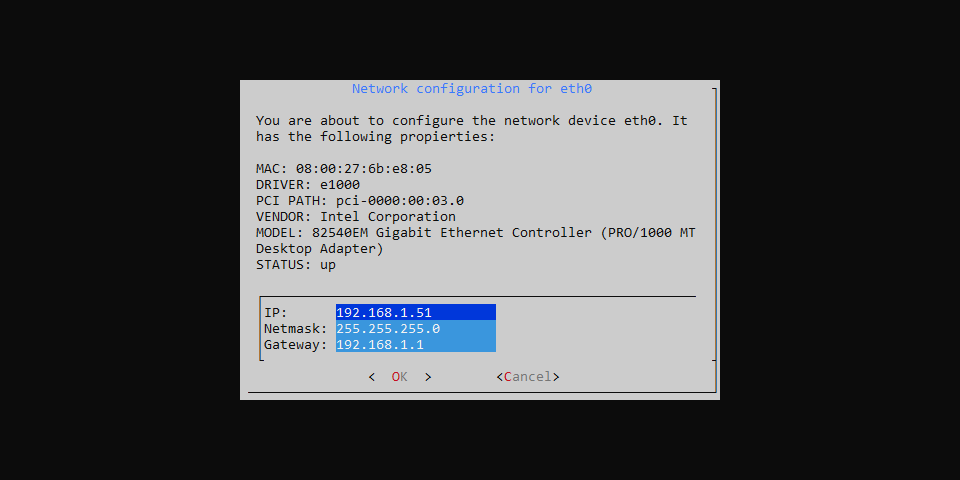 Network configuration for eth0
You are about to configure the network device eth0. It
has the following propierties:
MAC: 08:00:27:6b:e8:05
DRIVER: e1000
PCI PATH: pci-0000:00:03.0
VENDOR: Intel Corporation
MODEL: 82540EM Gigabit Ethernet Controller (PRO/1000 MT
Desktop Adapter)
STATUS: up
IP: 192.168.1.51
Netmask: 255.255.255.0
Gateway: 192.168.1.1
< OK > <Cancel>